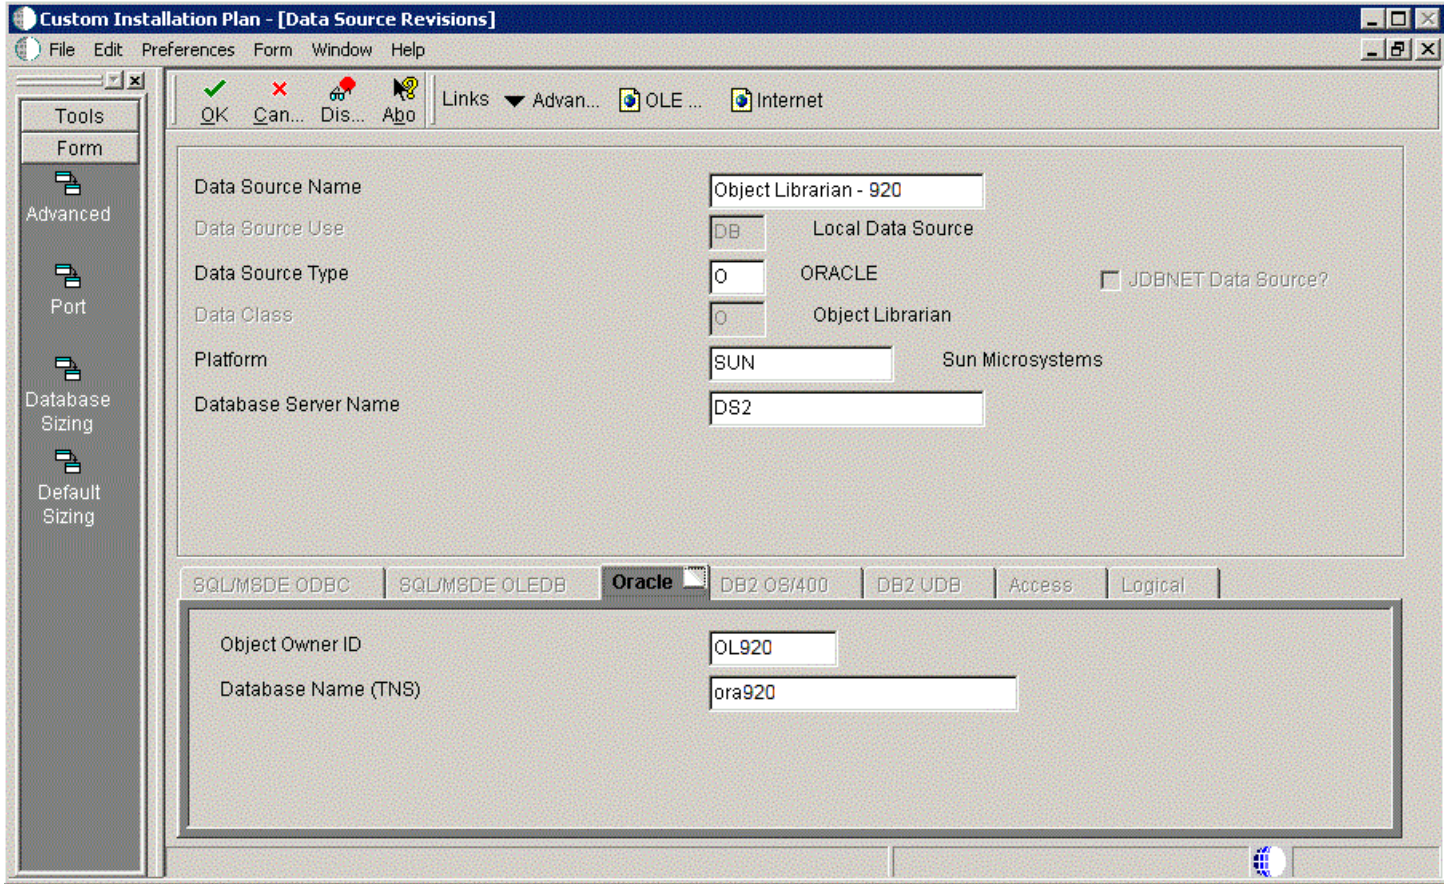 Custom Installation Plan - [Data Source Revisions]
File Edit Preferences Form Window Help
OK Can... Dis... Abo Links Advan... OLE ... Internet
Tools
Form
Advanced
Port
Database
Sizing
Default
Sizing
Data Source Name Object Librarian - 920
Data Source Use DB Local Data Source
Data Source Type O ORACLE JDBNET Data Source?
Data Class O Object Librarian
Platform SUN Sun Microsystems
Database Server Name DS2
SQL/MSDE ODBC SQL/MSDE OLEDB Oracle DB2 OS/400 DB2 UDB Access Logical
Object Owner ID OL920
Database Name (TNS) ora920